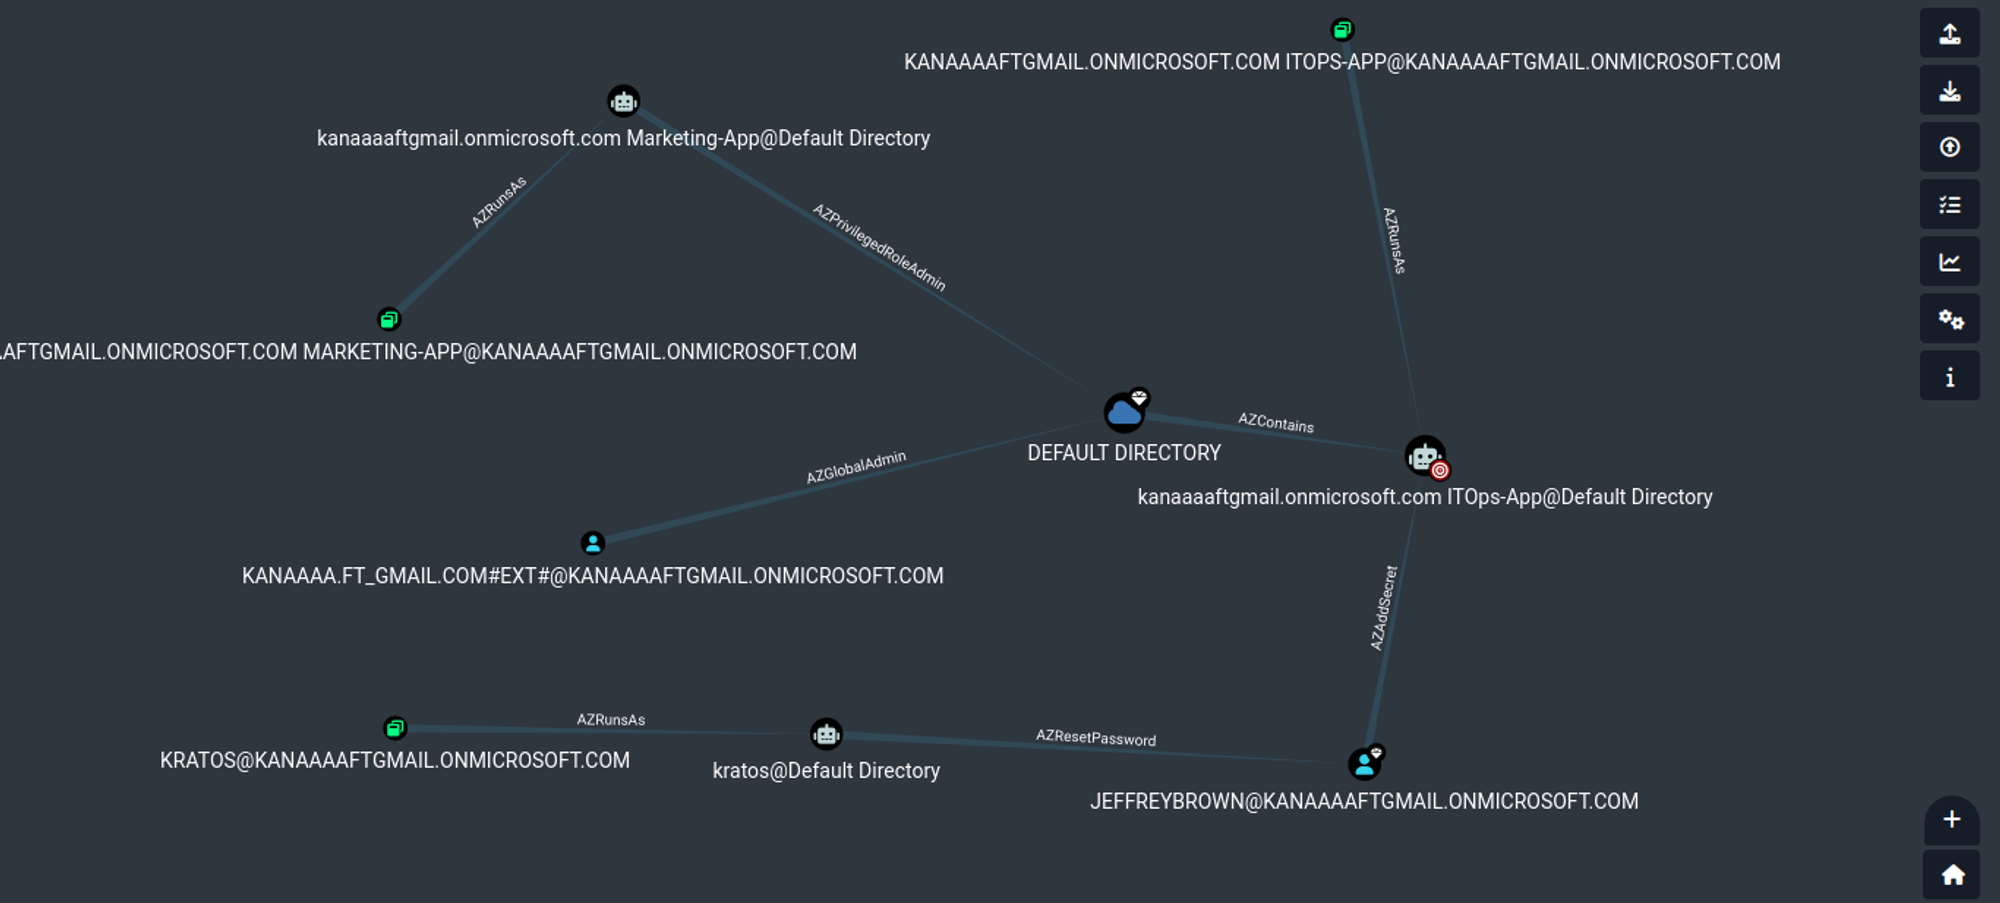 KANAAAAFTGMAIL.ONMICROSOFT.COM ITOPS-APP@KANAAAAFTGMAIL.ONMICROSOFT.COM
kanaaaaftgmail.onmicrosoft.com Marketing-App@Default Directory
AZRunsAs
AZPrivilegedRoleAdmin
AZRunsAs
AAFTGMAIL.ONMICROSOFT.COM MARKETING-APP@KANAAAAFTGMAIL.ONMICROSOFT.COM
AZContains
DEFAULT DIRECTORY
AZGlobalAdmin
kanaaaaftgmail.onmicrosoft.com ITOps-App@Default Directory
KANAAAA.FT_GMAIL.COM#EXT#@KANAAAAFTGMAIL.ONMICROSOFT.COM
AZAddSecret
AZRunsAs
AZResetPassword
KRATOS@KANAAAAFTGMAIL.ONMICROSOFT.COM
kratos@Default Directory
JEFFREYBROWN@KANAAAAFTGMAIL.ONMICROSOFT.COM